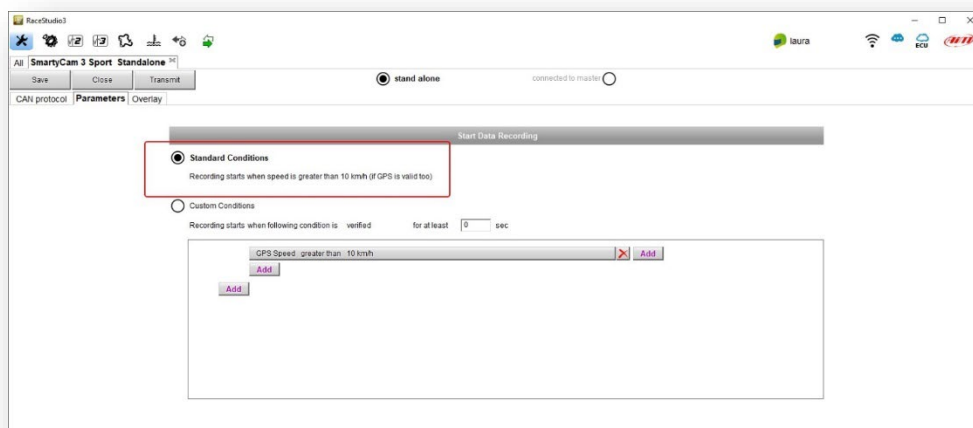 RaceStudio3
laura
ECU
AiM
All SmartyCam 3 Sport Standalone
Save Close Transmit stand alone connected to master
CAN protocol Parameters Overlay
Start Data Recording
Standard Conditions
Recording starts when speed is greater than 10 km/h (if GPS is valid too)
Custom Conditions
Recording starts when following condition is verified for at least 0 sec
GPS Speed greater than 10 km/h Add
Add
Add